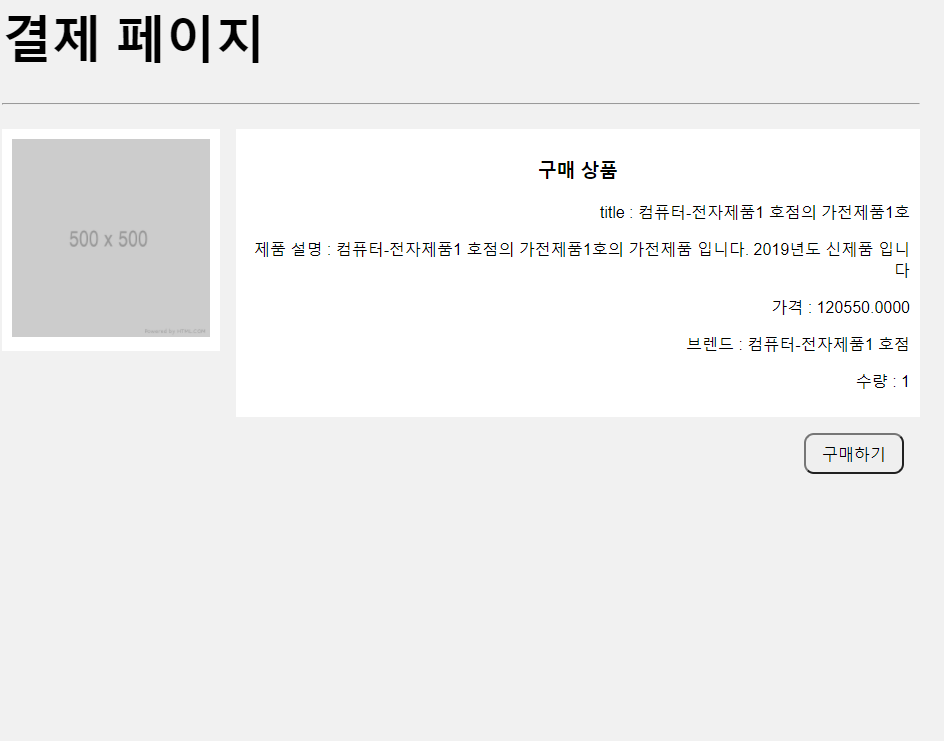 결제 페이지
500 x 500
Powered by HTML.COM
구매 상품
title : 컴퓨터-전자제품1 호점의 가전제품1호
제품 설명 : 컴퓨터-전자제품1 호점의 가전제품1호의 가전제품 입니다. 2019년도 신제품 입니
다
가격 : 120550.0000
브렌드 : 컴퓨터-전자제품1 호점
수량 : 1
구매하기